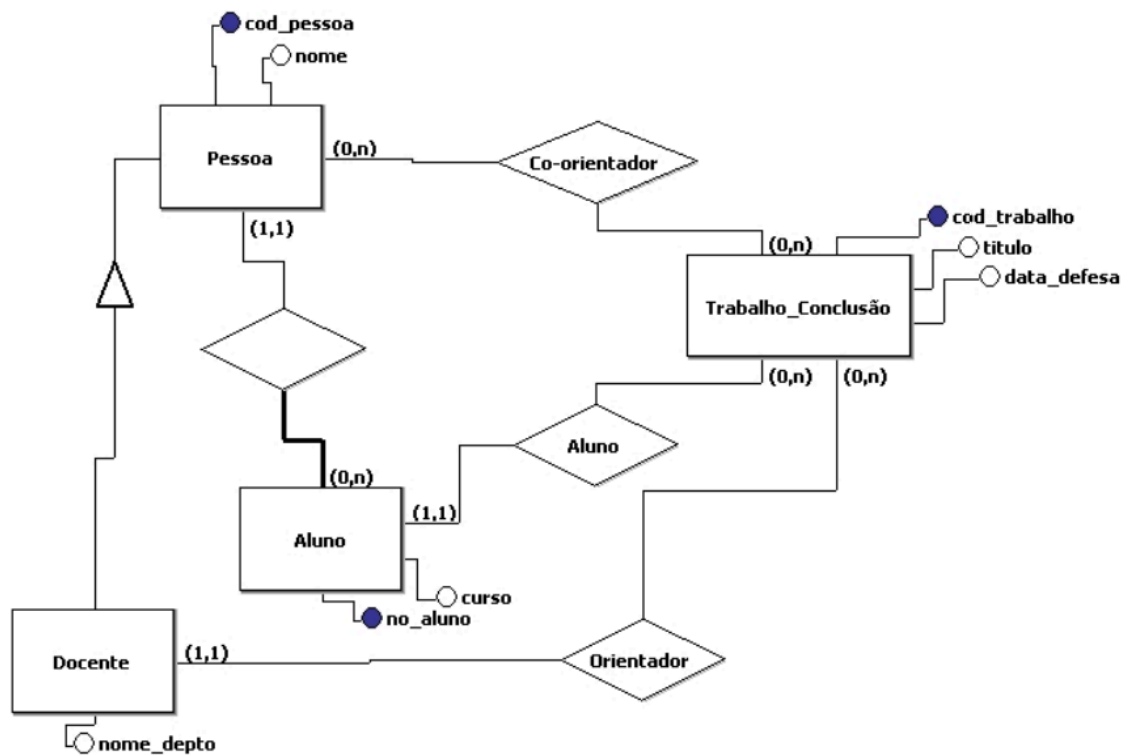 cod_pessoa
nome
Pessoa
(0,n)
Co-orientador
(1,1)
cod_trabalho
(0,n)
titulo
data_defesa
Trabalho_Conclusão
(0,n)
(0,n)
Aluno
(0,n)
(1,1)
Aluno
curso
no_aluno
Docente
(1,1)
Orientador
nome_depto